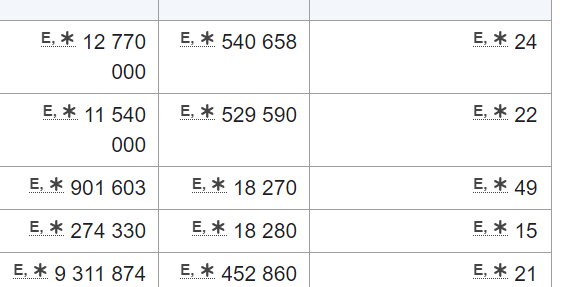 E, * 12 770 E, * 540 658 E, * 24
000
E, * 11 540 E, * 529 590 E, * 22
000
E, * 901 603 E, * 18 270 E, * 49
E, * 274 330 E, * 18 280 E, * 15
E, * 9 311 874 E, * 452 860 E, * 21